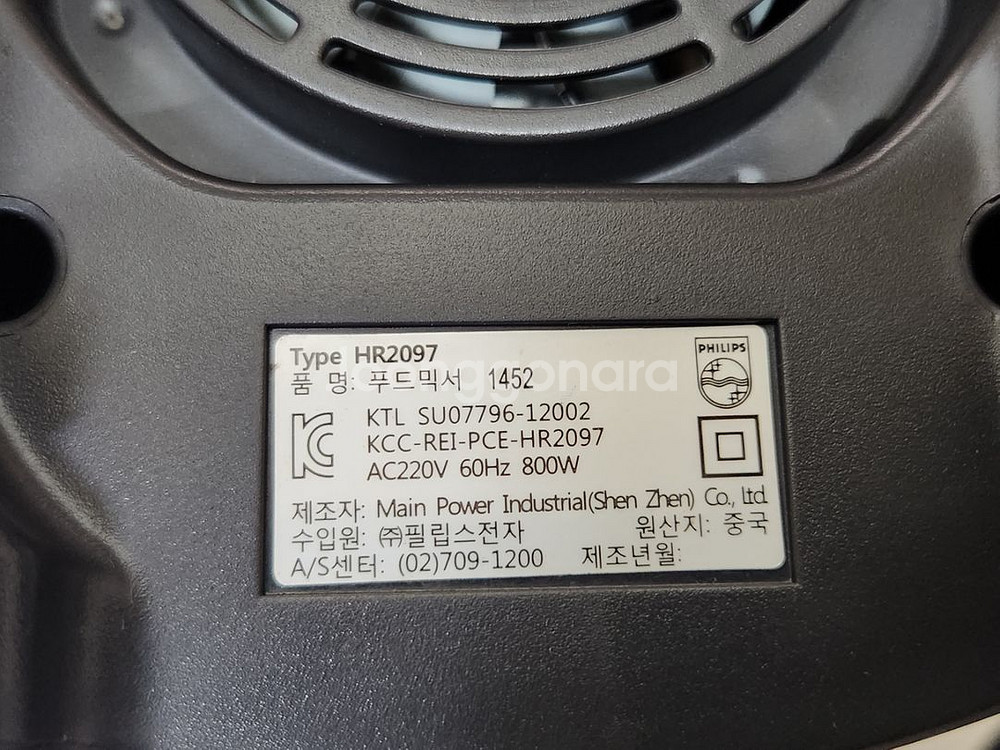 Type HR2097
PHILIPS
품 명: 푸드믹서 1452
KTL SU07796-12002
KCC-REI-PCE-HR2097
AC220V 60Hz 800W
제조자: Main Power Industrial(Shen Zhen) Co., Ltd.
수입원: ㈜필립스전자 원산지: 중국
A/S센터: (02)709-1200 제조년월: